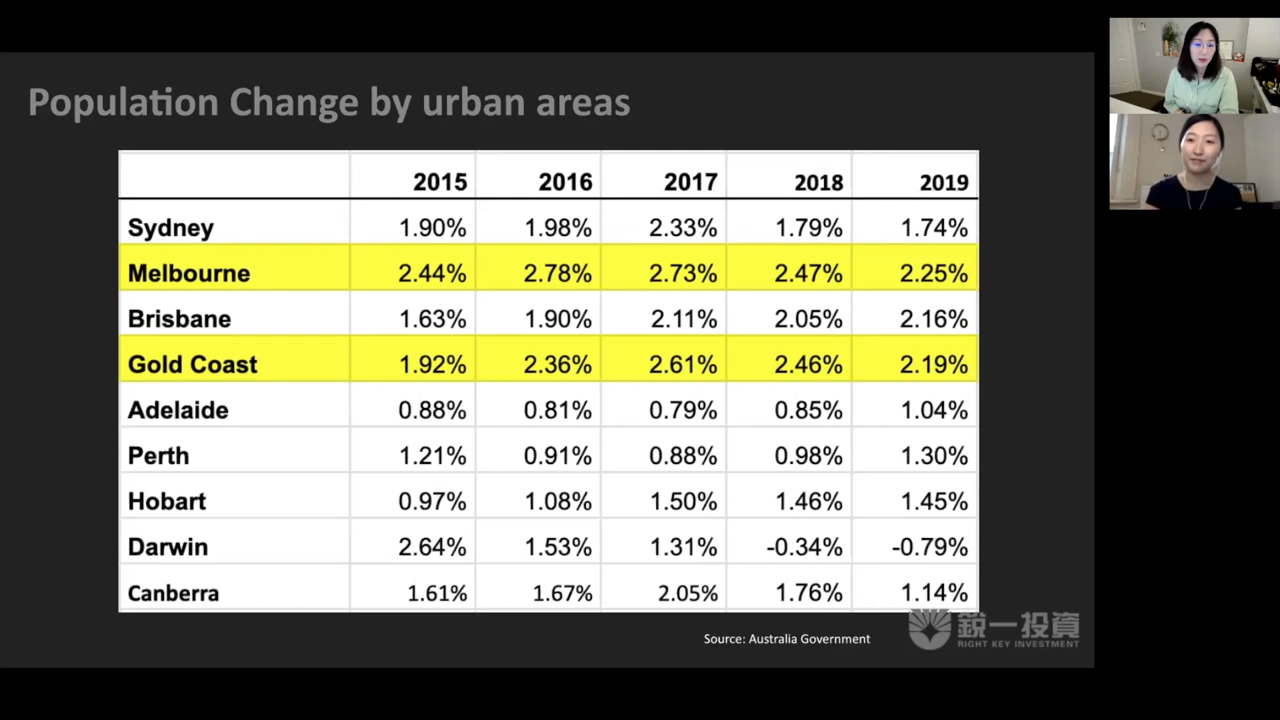 Population Change by urban areas
2015 2016 2017 2018 2019
Sydney 1.90% 1.98% 2.33% 1.79% 1.74%
Melbourne 2.44% 2.78% 2.73% 2.47% 2.25%
Brisbane 1.63% 1.90% 2.11% 2.05% 2.16%
Gold Coast 1.92% 2.36% 2.61% 2.46% 2.19%
Adelaide 0.88% 0.81% 0.79% 0.85% 1.04%
Perth 1.21% 0.91% 0.88% 0.98% 1.30%
Hobart 0.97% 1.08% 1.50% 1.46% 1.45%
Darwin 2.64% 1.53% 1.31% -0.34% -0.79%
Canberra 1.61% 1.67% 2.05% 1.76% 1.14%
Source: Australia Government
銳一投資
RIGHT KEY INVESTMENT